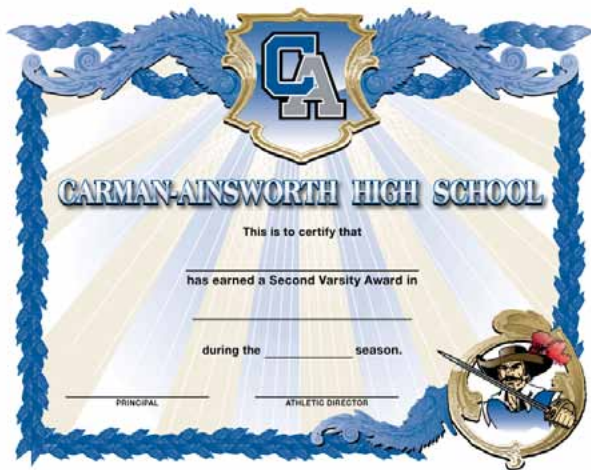 CA
CARMAN-AINSWORTH HIGH SCHOOL
This is to certify that
has earned a Second Varsity Award in
during the ____________ season.
PRINCIPAL ATHLETIC DIRECTOR